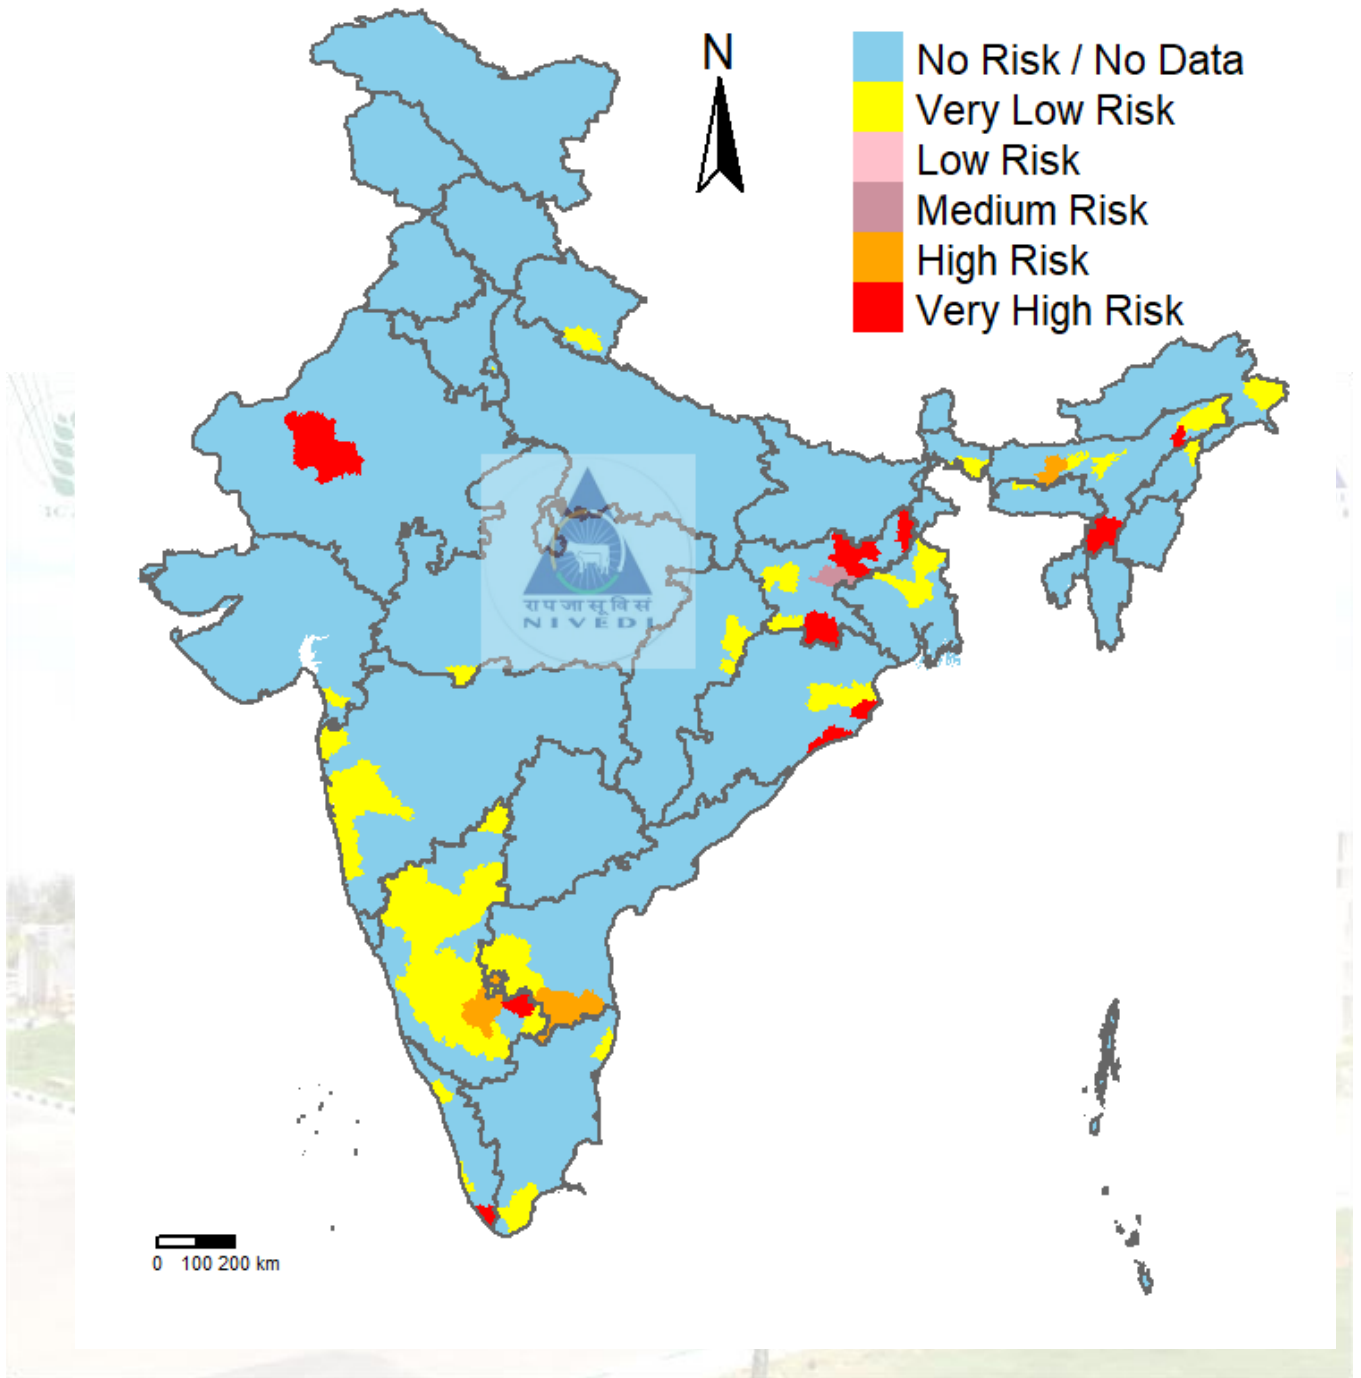 N
No Risk / No Data
Very Low Risk
Low Risk
Medium Risk
High Risk
Very High Risk
रा प जा सू वि सं
NIVEDI
0 100 200 km